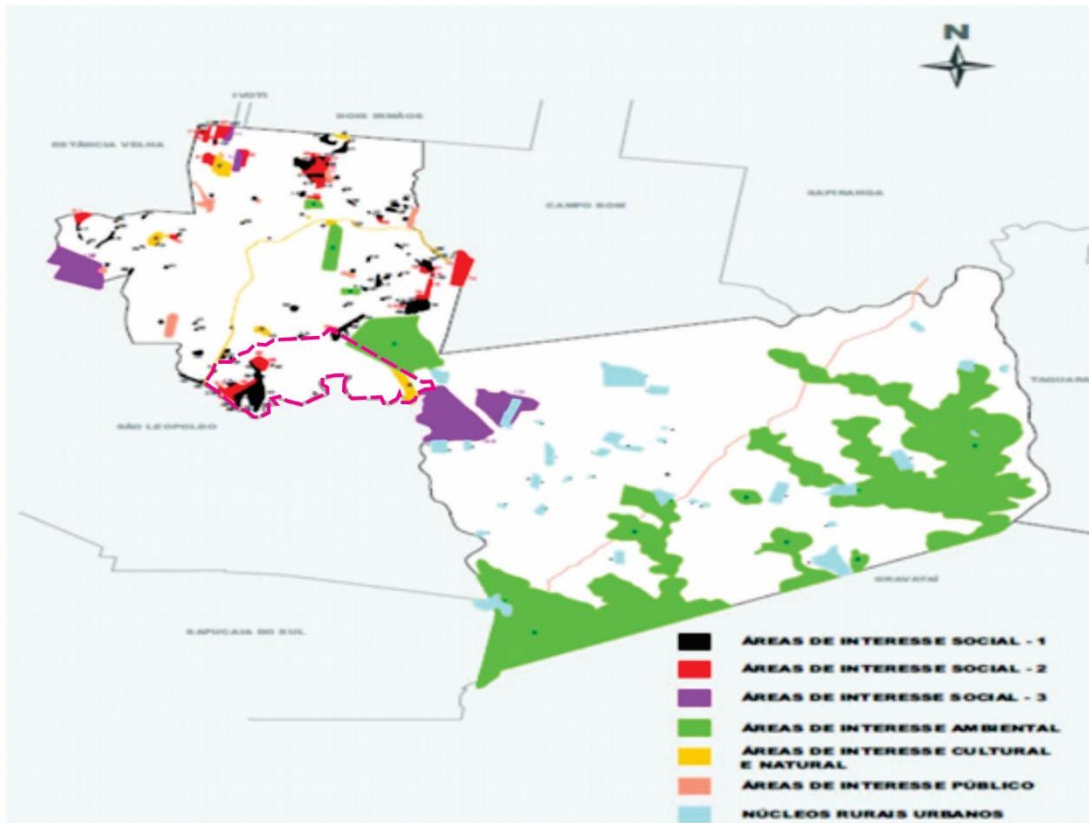 N
IVOTI
DOIS IRMÃOS
ESTÂNCIA VELHA
SAPIRANGA
CAMPO BOM
TAQUARA
SÃO LEOPOLDO
GRAVATAÍ
SAPUCAIA DO SUL
ÁREAS DE INTERESSE SOCIAL - 1
ÁREAS DE INTERESSE SOCIAL - 2
ÁREAS DE INTERESSE SOCIAL - 3
ÁREAS DE INTERESSE AMBIENTAL
ÁREAS DE INTERESSE CULTURAL
E NATURAL
ÁREAS DE INTERESSE PÚBLICO
NÚCLEOS RURAIS URBANOS